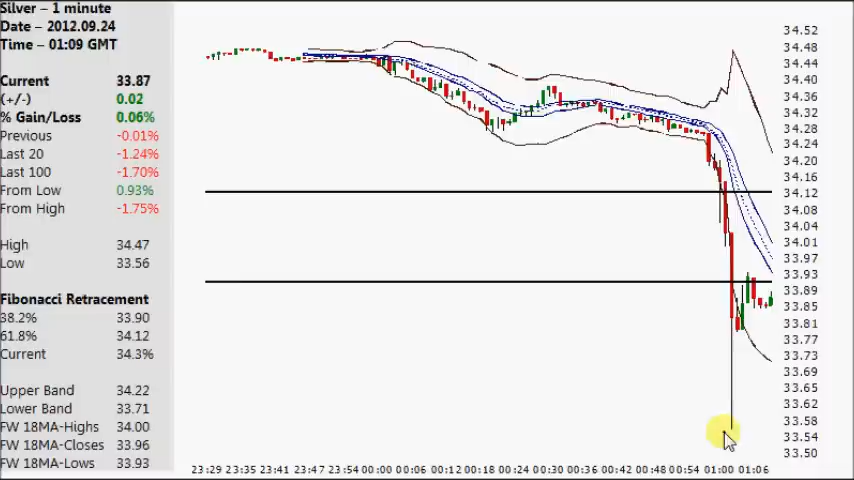 Silver – 1 minute
Date – 2012.09.24
Time – 01:09 GMT
Current 33.87
(+/-) 0.02
% Gain/Loss 0.06%
Previous -0.01%
Last 20 -1.24%
Last 100 -1.70%
From Low 0.93%
From High -1.75%
High 34.47
Low 33.56
Fibonacci Retracement
38.2% 33.90
61.8% 34.12
Current 34.3%
Upper Band 34.22
Lower Band 33.71
FW 18MA-Highs 34.00
FW 18MA-Closes 33.96
FW 18MA-Lows 33.93
34.52
34.48
34.44
34.40
34.36
34.32
34.28
34.24
34.20
34.16
34.12
34.08
34.04
34.01
33.97
33.93
33.89
33.85
33.81
33.77
33.73
33.69
33.65
33.62
33.58
33.54
33.50
23:29 23:35 23:41 23:47 23:54 00:00 00:06 00:12 00:18 00:24 00:30 00:36 00:42 00:48 00:54 01:00 01:06